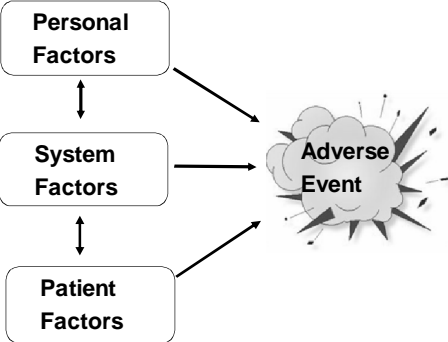 Personal
Factors
System
Factors
Adverse
Event
Patient
Factors